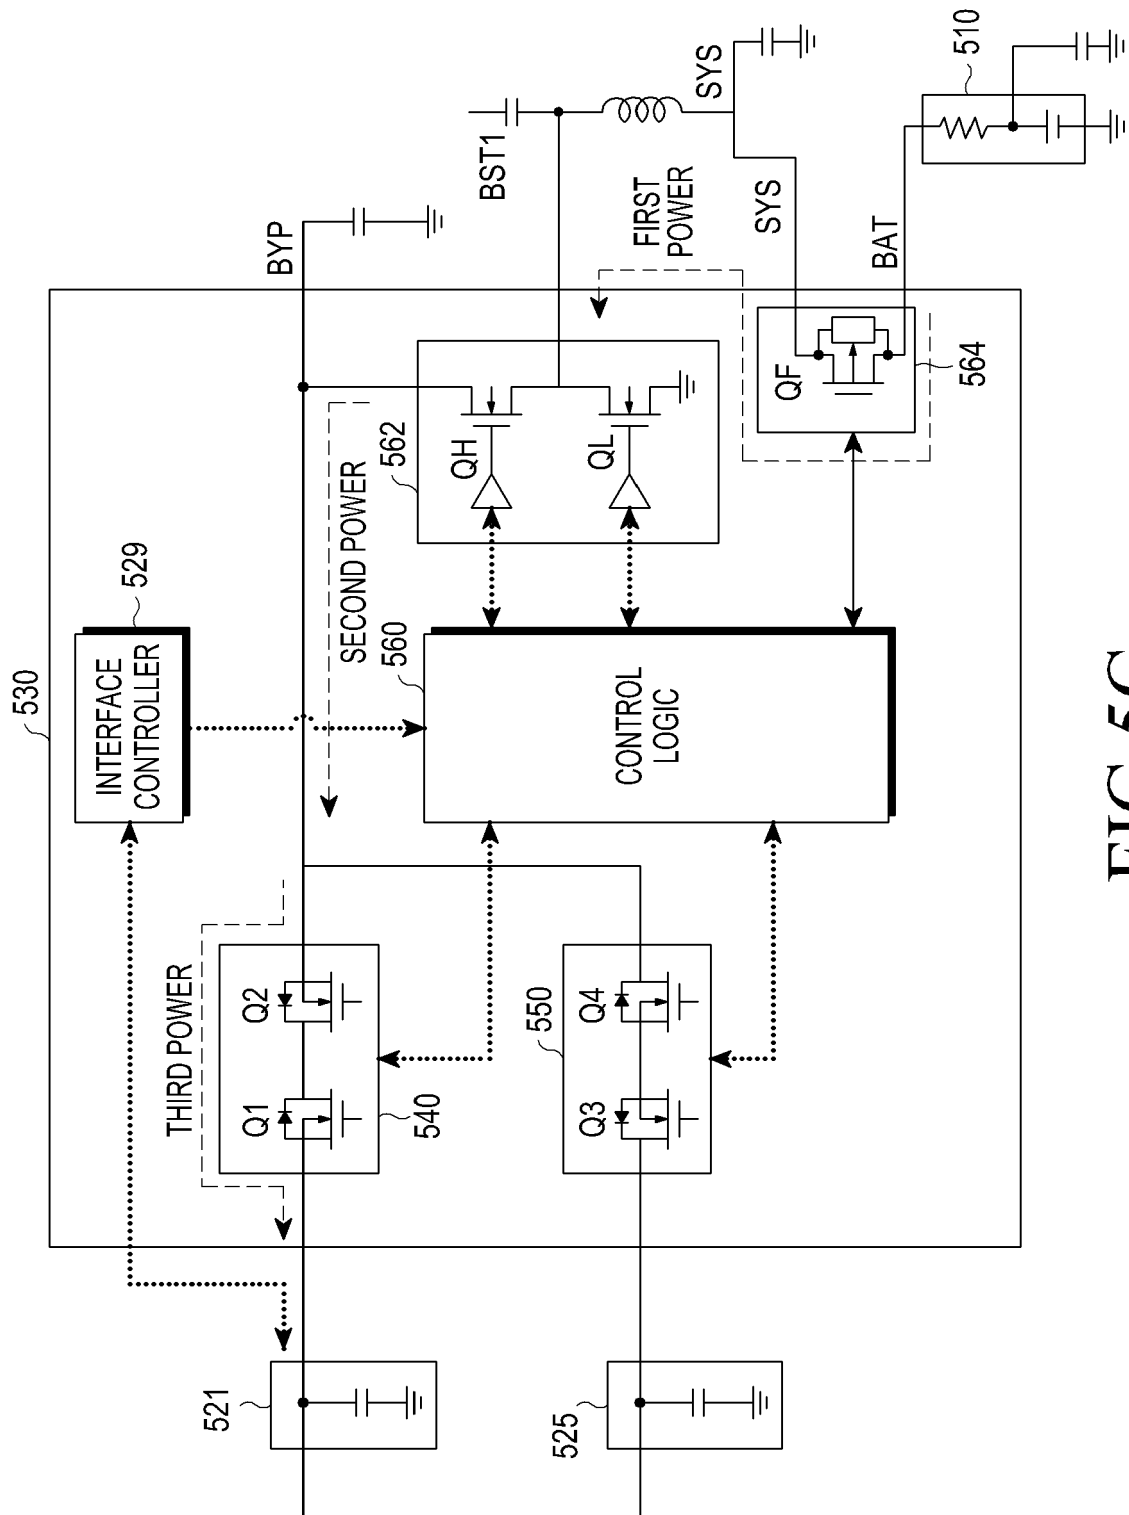 530
INTERFACE
CONTROLLER
529
521
THIRD POWER
Q1
Q2
540
SECOND POWER
BYP
560
CONTROL
LOGIC
562
QH
QL
BST1
FIRST
POWER
SYS
SYS
525
550
Q3
Q4
QF
564
BAT
510
FIG. 5C